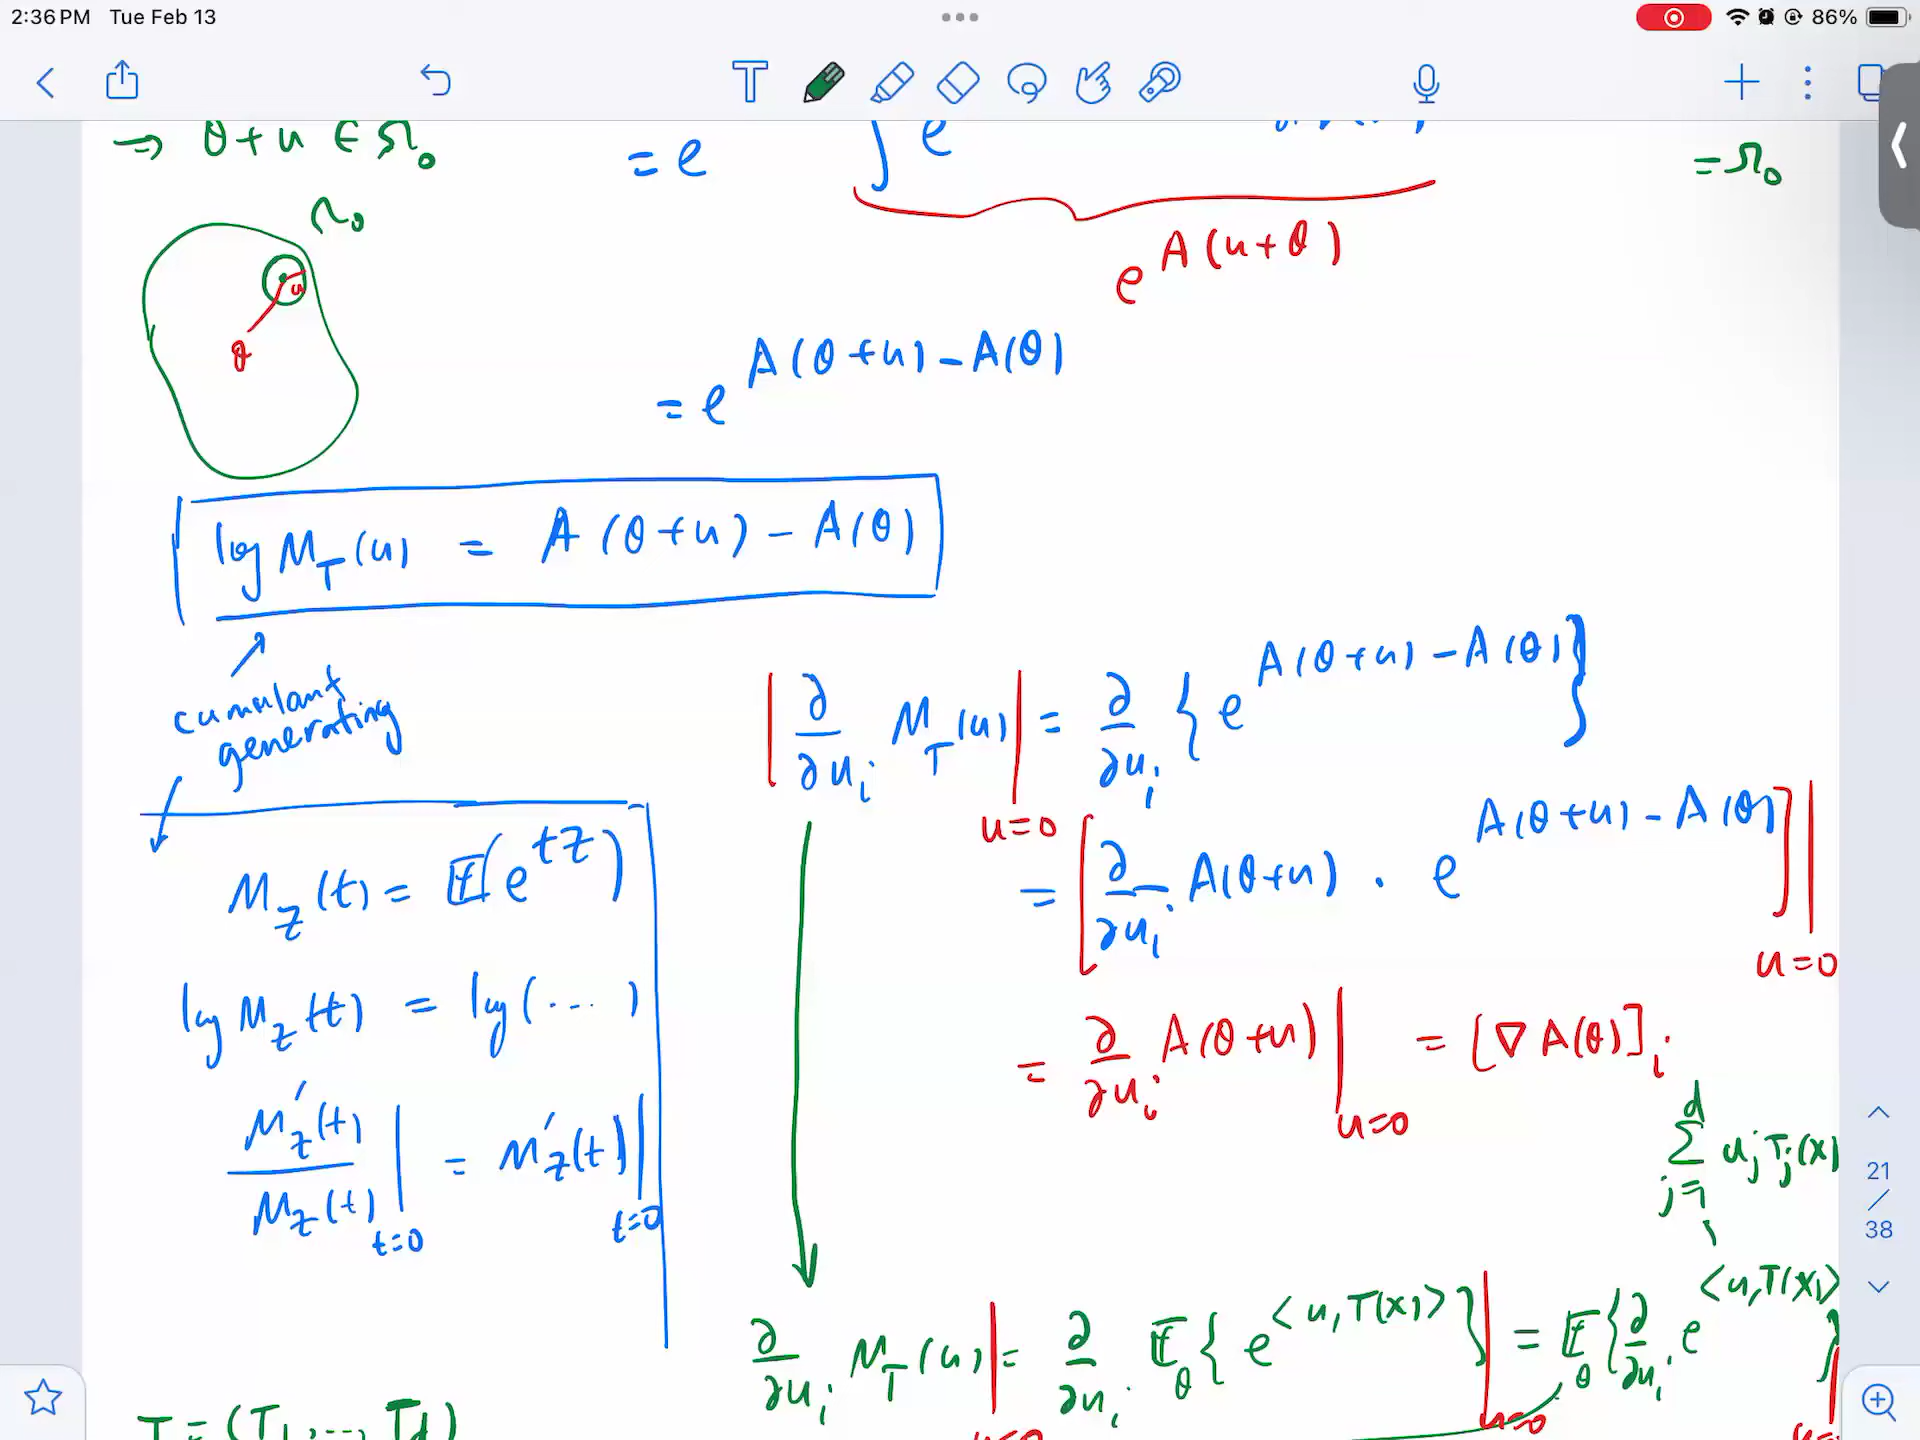 2:36 PM Tue Feb 13
86%
⇒ θ+u ∈ Ω₀
= e ∫ e
= Ω₀
Ω₀
u
θ
e^{A(u+θ)}
= e^{A(θ+u) - A(θ)}
log M_T(u) = A(θ+u) - A(θ)
cumulant
generating
∂/∂u_i M_T(u) |_{u=0} = ∂/∂u_i { e^{A(θ+u) - A(θ)} }
= [ ∂/∂u_i A(θ+u) · e^{A(θ+u) - A(θ)} ] |_{u=0}
= ∂/∂u_i A(θ+u) |_{u=0} = [∇A(θ)]_i
M_Z(t) = 𝔼(e^{tZ})
log M_Z(t) = log(...)
M'_Z(t) / M_Z(t) |_{t=0} = M'_Z(t) |_{t=0}
Σ_{j=1}^{d} u_j T_j(x)
∂/∂u_i M_T(u) |_{u=0} = ∂/∂u_i 𝔼_θ { e^{<u,T(x)>} } |_{u=0} = 𝔼_θ { ∂/∂u_i e^{<u,T(x)>} } |
T = (T_1, ..., T_d)
21
/
38